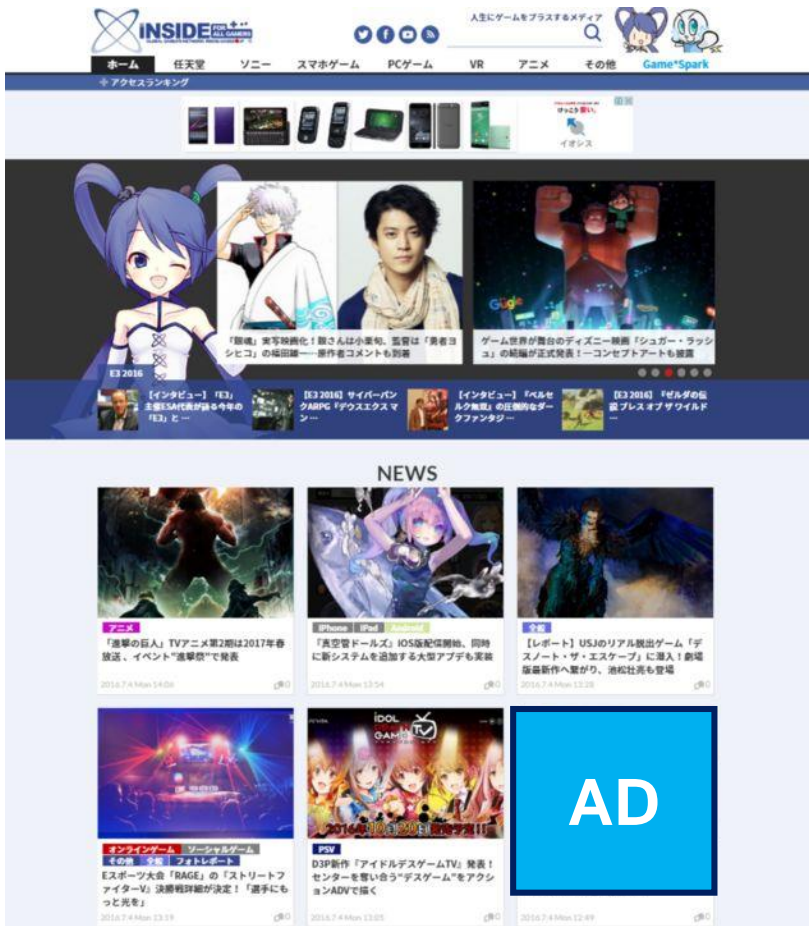 INSIDE FOR ALL GAMERS
人生にゲームをプラスするメディア
ホーム 任天堂 ソニー スマホゲーム PCゲーム VR アニメ その他 Game*Spark
アクセスランキング
けっこう安い。
イオシス
Gùgle
『銀魂』実写映画化！銀さんは小栗旬、監督は「勇者ヨ
シヒコ」の福田雄一…原作者コメントも到着
ゲーム世界が舞台のディズニー映画『シュガー・ラッシ
ュ』の続編が正式発表！―コンセプトアートも披露
E3 2016
【インタビュー】「E3」
主催ESA代表が語る今年の
「E3」と…
【E3 2016】サイバーパン
クARPG『デウスエクス マ
ン…
【インタビュー】『ベルセ
ルク無双』の圧倒的なダー
クファンタジ…
【E3 2016】『ゼルダの伝
説 ブレス オブ ザ ワイルド
…
NEWS
アニメ
「進撃の巨人」TVアニメ第2期は2017年春
放送、イベント"進撃祭"で発表
2016.7.4 Mon 14:06 0
iPhone iPad Android
『真空管ドールズ』iOS版配信開始、同時
に新システムを追加する大型アプデも実装
2016.7.4 Mon 13:54 0
全般
【レポート】USJのリアル脱出ゲーム「デ
スノート・ザ・エスケープ」に潜入！劇場
版最新作へ繋がり、池松壮亮も登場
2016.7.4 Mon 13:28 0
オンラインゲーム ソーシャルゲーム
その他 全般 フォトレポート
Eスポーツ大会「RAGE」の『ストリートフ
ァイターV』決勝戦詳細が決定！「選手にも
っと光を」
2016.7.4 Mon 13:19 0
IDOL
GAME TV
PSV
D3P新作『アイドルデスゲームTV』発表！
センターを奪い合う"デスゲーム"をアクシ
ョンADVで描く
2016.7.4 Mon 13:05 0
AD
2016.7.4 Mon 12:49 0